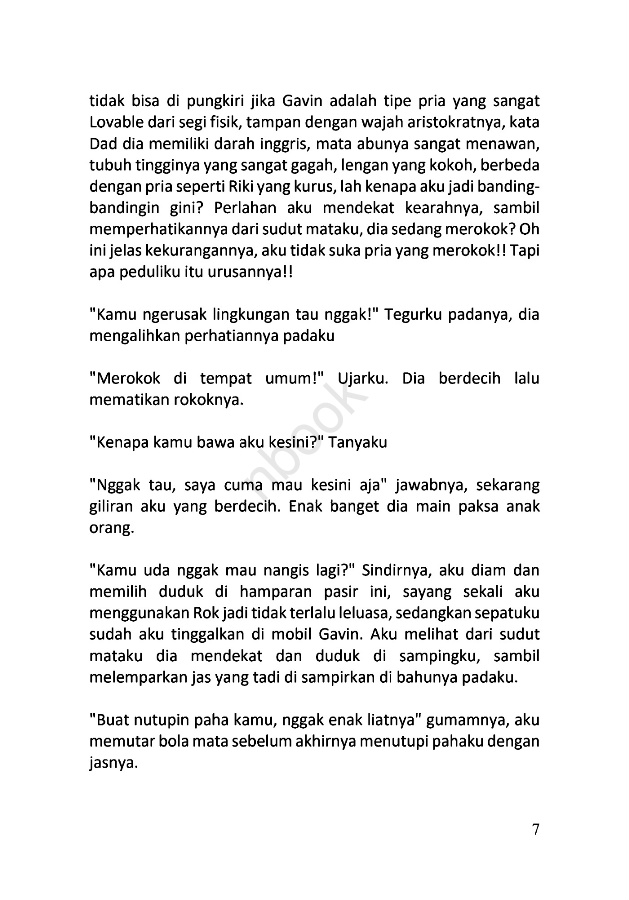 tidak bisa di pungkiri jika Gavin adalah tipe pria yang sangat
Lovable dari segi fisik, tampan dengan wajah aristokratnya, kata
Dad dia memiliki darah inggris, mata abunya sangat menawan,
tubuh tingginya yang sangat gagah, lengan yang kokoh, berbeda
dengan pria seperti Riki yang kurus, lah kenapa aku jadi banding-
bandingin gini? Perlahan aku mendekat kearahnya, sambil
memperhatikannya dari sudut mataku, dia sedang merokok? Oh
ini jelas kekurangannya, aku tidak suka pria yang merokok!! Tapi
apa peduliku itu urusannya!!
"Kamu ngerusak lingkungan tau nggak!" Tegurku padanya, dia
mengalihkan perhatiannya padaku
"Merokok di tempat umum!" Ujarku. Dia berdecih lalu
mematikan rokoknya.
"Kenapa kamu bawa aku kesini?" Tanyaku
"Nggak tau, saya cuma mau kesini aja" jawabnya, sekarang
giliran aku yang berdecih. Enak banget dia main paksa anak
orang.
"Kamu uda nggak mau nangis lagi?" Sindirnya, aku diam dan
memilih duduk di hamparan pasir ini, sayang sekali aku
menggunakan Rok jadi tidak terlalu leluasa, sedangkan sepatuku
sudah aku tinggalkan di mobil Gavin. Aku melihat dari sudut
mataku dia mendekat dan duduk di sampingku, sambil
melemparkan jas yang tadi di sampirkan di bahunya padaku.
"Buat nutupin paha kamu, nggak enak liatnya" gumamnya, aku
memutar bola mata sebelum akhirnya menutupi pahaku dengan
jasnya.
7
nbook